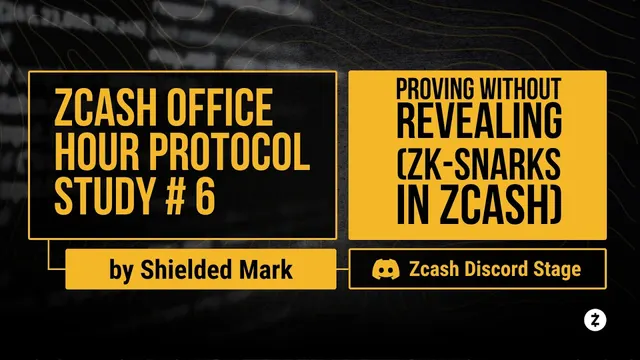 ZCASH OFFICE
HOUR PROTOCOL
STUDY # 6
PROVING WITHOUT
REVEALING
(ZK-SNARKS
IN ZCASH)
by Shielded Mark
Zcash Discord Stage